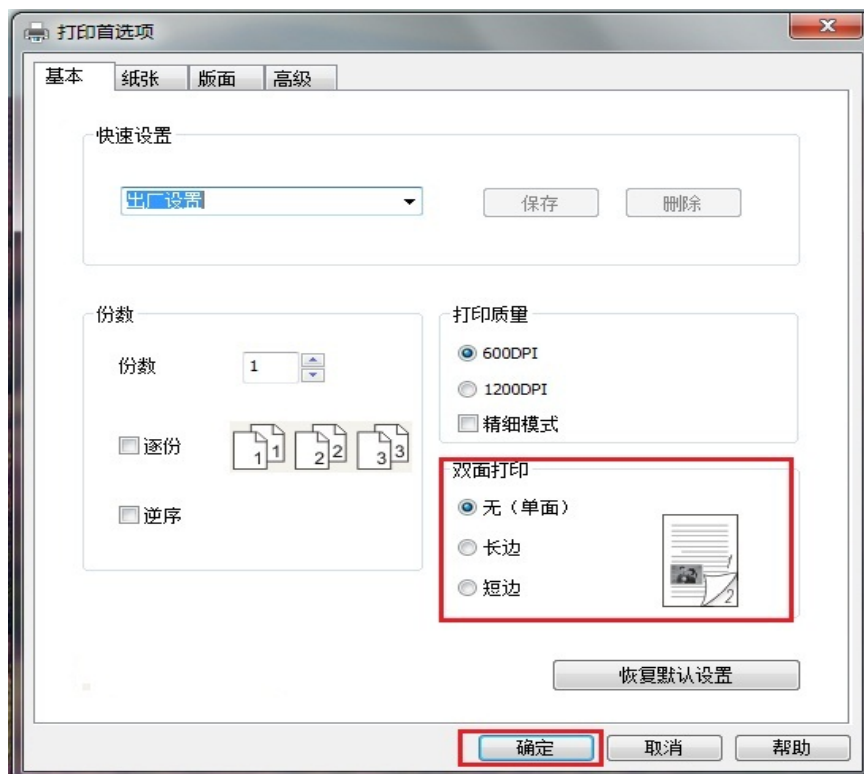 打印首选项
基本 纸张 版面 高级
快速设置
出厂设置 保存 删除
份数
份数 1
逐份 1 1 2 2 3 3
逆序
打印质量
600DPI
1200DPI
精细模式
双面打印
无（单面）
长边
短边
1
2
恢复默认设置
确定 取消 帮助